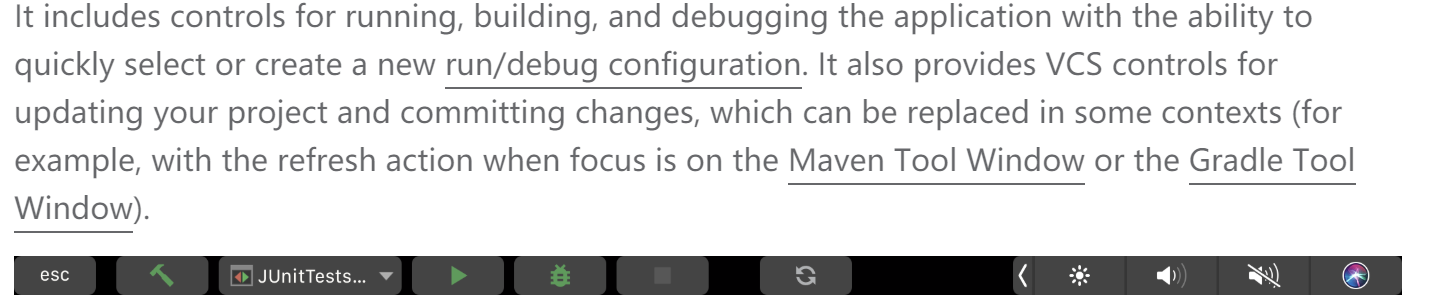 It includes controls for running, building, and debugging the application with the ability to
quickly select or create a new run/debug configuration. It also provides VCS controls for
updating your project and committing changes, which can be replaced in some contexts (for
example, with the refresh action when focus is on the Maven Tool Window or the Gradle Tool
Window).
esc JUnitTests...